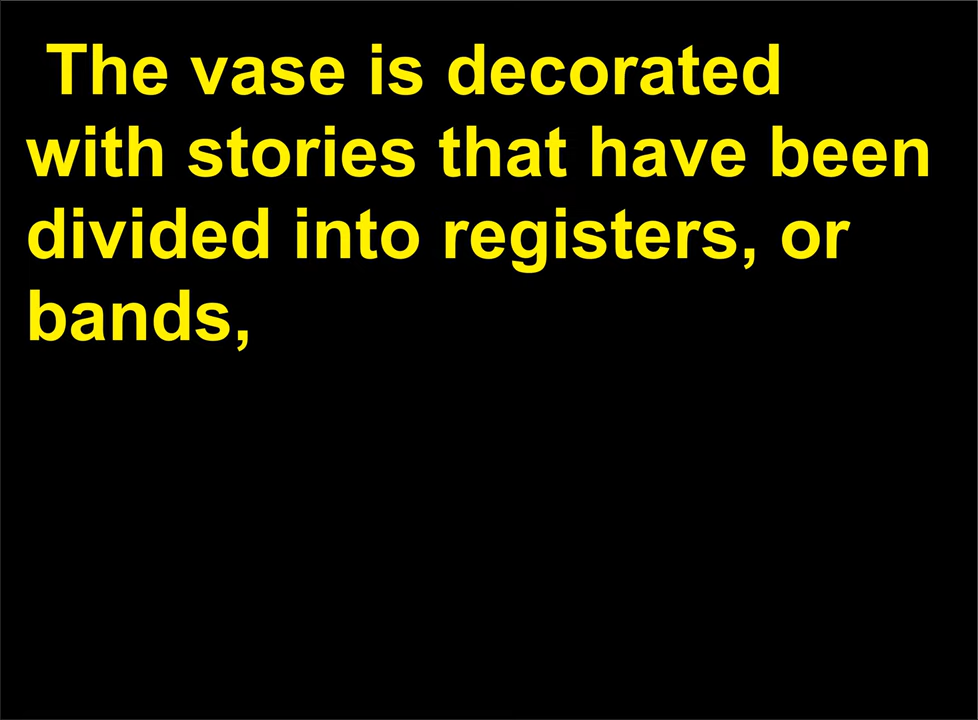 The vase is decorated
with stories that have been
divided into registers, or
bands,